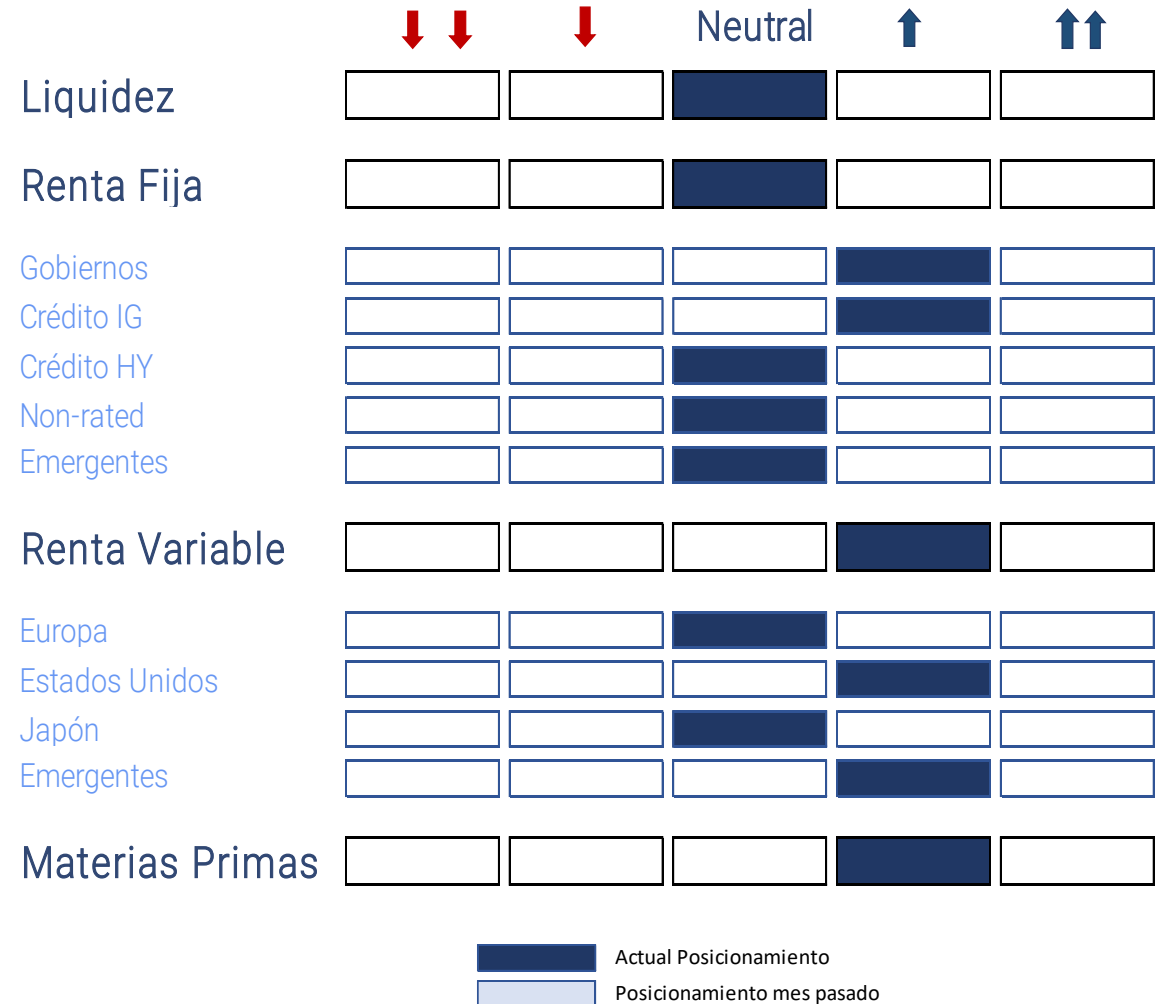 Neutral
Liquidez
Renta Fija
Gobiernos
Crédito IG
Crédito HY
Non-rated
Emergentes
Renta Variable
Europa
Estados Unidos
Japón
Emergentes
Materias Primas
Actual Posicionamiento
Posicionamiento mes pasado